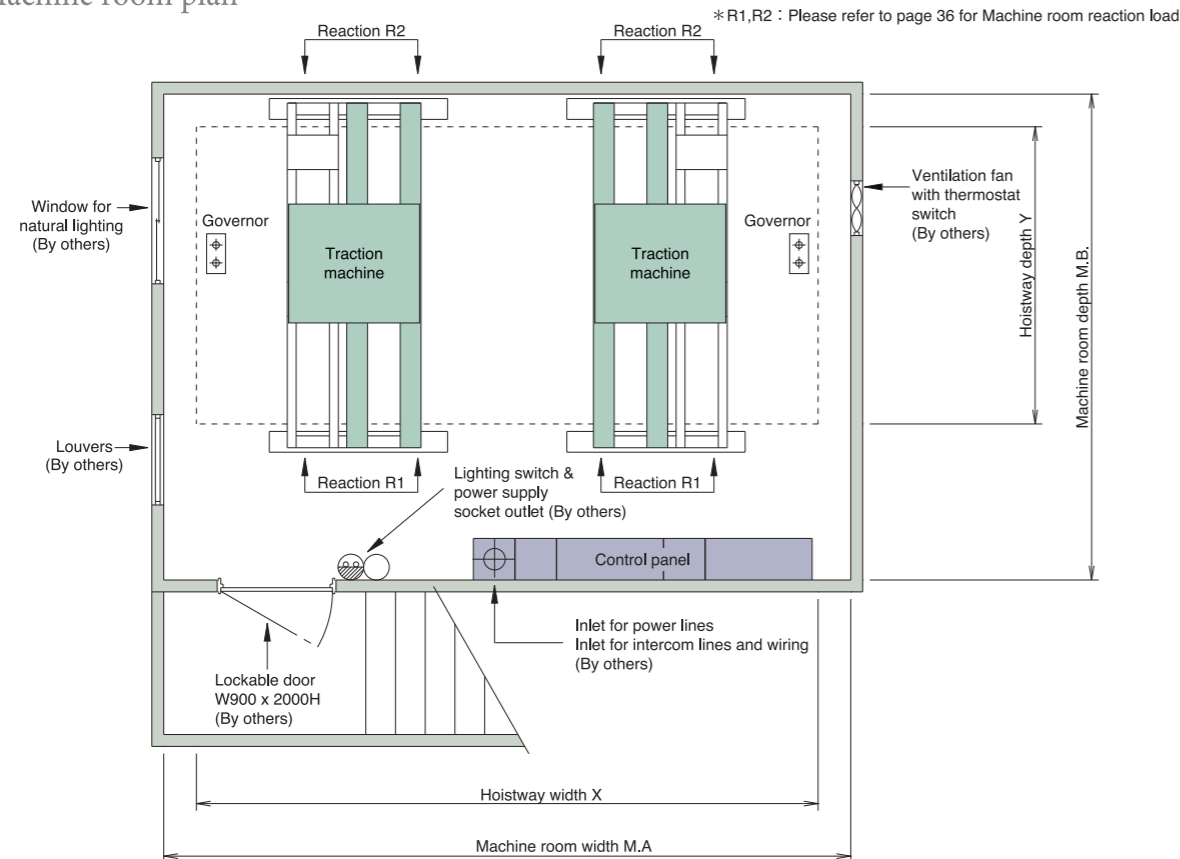 Machine room plan
＊R1,R2：Please refer to page 36 for Machine room reaction load
Reaction R2
Reaction R2
Window for
natural lighting
(By others)
Governor
Traction
machine
Traction
machine
Governor
Ventilation fan
with thermostat
switch
(By others)
Hoistway depth Y
Machine room depth M.B.
Louvers
(By others)
Reaction R1
Reaction R1
Lighting switch &
power supply
socket outlet (By others)
Control panel
Inlet for power lines
Inlet for intercom lines and wiring
(By others)
Lockable door
W900 x 2000H
(By others)
Hoistway width X
Machine room width M.A